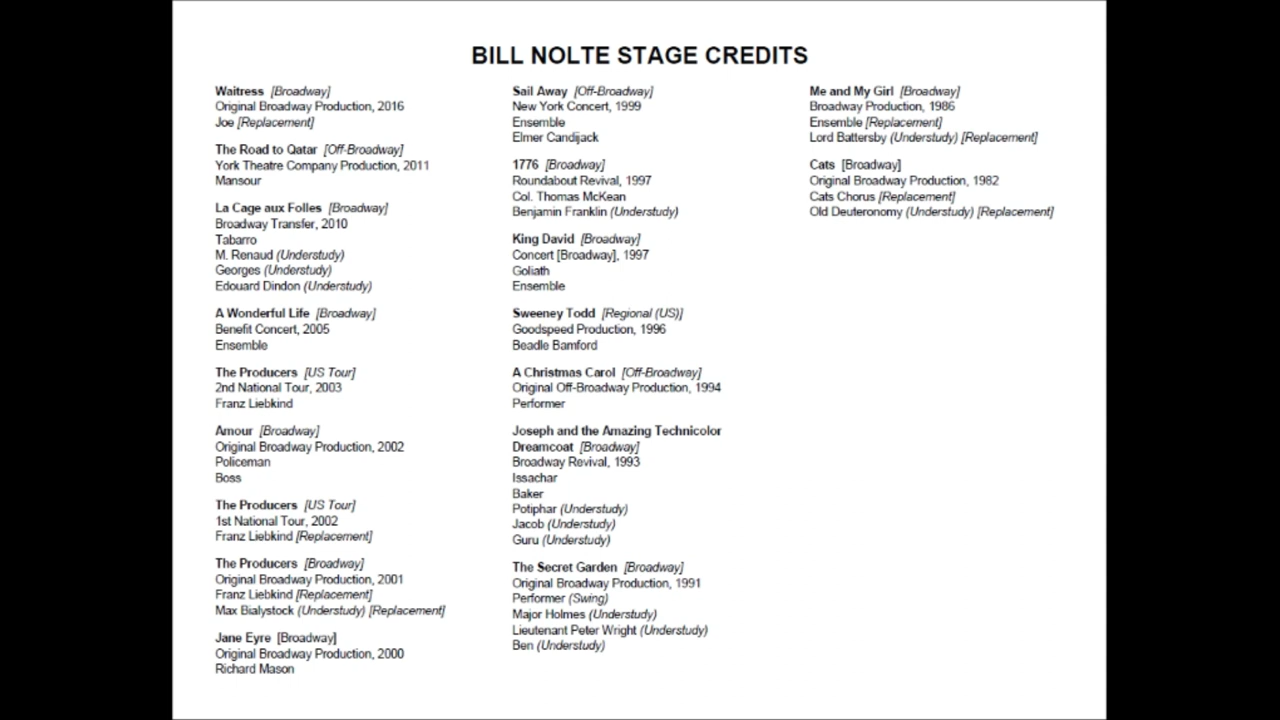 BILL NOLTE STAGE CREDITS
Waitress [Broadway]
Original Broadway Production, 2016
Joe [Replacement]
The Road to Qatar [Off-Broadway]
York Theatre Company Production, 2011
Mansour
La Cage aux Folles [Broadway]
Broadway Transfer, 2010
Tabarro
M. Renaud (Understudy)
Georges (Understudy)
Edouard Dindon (Understudy)
A Wonderful Life [Broadway]
Benefit Concert, 2005
Ensemble
The Producers [US Tour]
2nd National Tour, 2003
Franz Liebkind
Amour [Broadway]
Original Broadway Production, 2002
Policeman
Boss
The Producers [US Tour]
1st National Tour, 2002
Franz Liebkind [Replacement]
The Producers [Broadway]
Original Broadway Production, 2001
Franz Liebkind [Replacement]
Max Bialystock (Understudy) [Replacement]
Jane Eyre [Broadway]
Original Broadway Production, 2000
Richard Mason
Sail Away [Off-Broadway]
New York Concert, 1999
Ensemble
Elmer Candijack
1776 [Broadway]
Roundabout Revival, 1997
Col. Thomas McKean
Benjamin Franklin (Understudy)
King David [Broadway]
Concert [Broadway], 1997
Goliath
Ensemble
Sweeney Todd [Regional (US)]
Goodspeed Production, 1996
Beadle Bamford
A Christmas Carol [Off-Broadway]
Original Off-Broadway Production, 1994
Performer
Joseph and the Amazing Technicolor
Dreamcoat [Broadway]
Broadway Revival, 1993
Issachar
Baker
Potiphar (Understudy)
Jacob (Understudy)
Guru (Understudy)
The Secret Garden [Broadway]
Original Broadway Production, 1991
Performer (Swing)
Major Holmes (Understudy)
Lieutenant Peter Wright (Understudy)
Ben (Understudy)
Me and My Girl [Broadway]
Broadway Production, 1986
Ensemble [Replacement]
Lord Battersby (Understudy) [Replacement]
Cats [Broadway]
Original Broadway Production, 1982
Cats Chorus [Replacement]
Old Deuteronomy (Understudy) [Replacement]